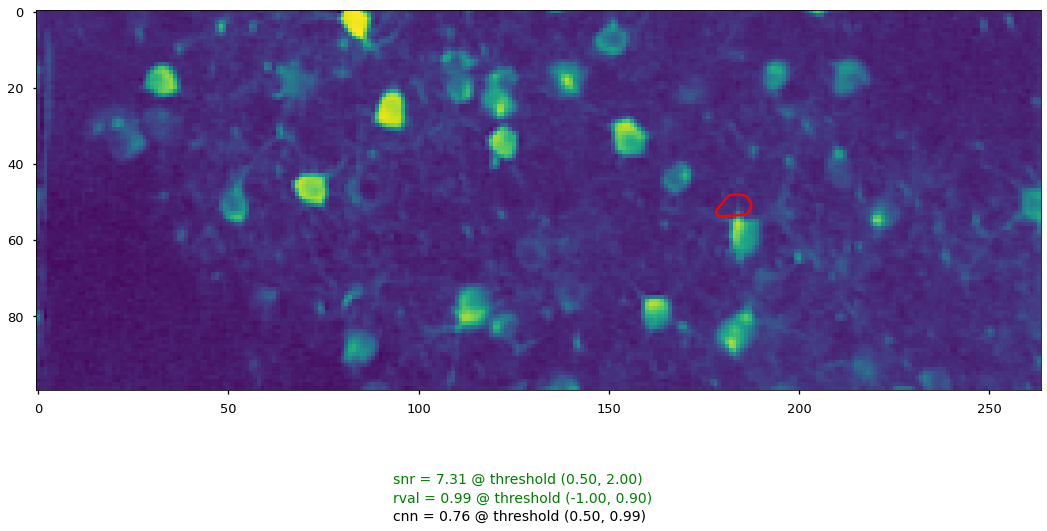 0
20
40
60
80
0 50 100 150 200 250
snr = 7.31 @ threshold (0.50, 2.00)
rval = 0.99 @ threshold (-1.00, 0.90)
cnn = 0.76 @ threshold (0.50, 0.99)